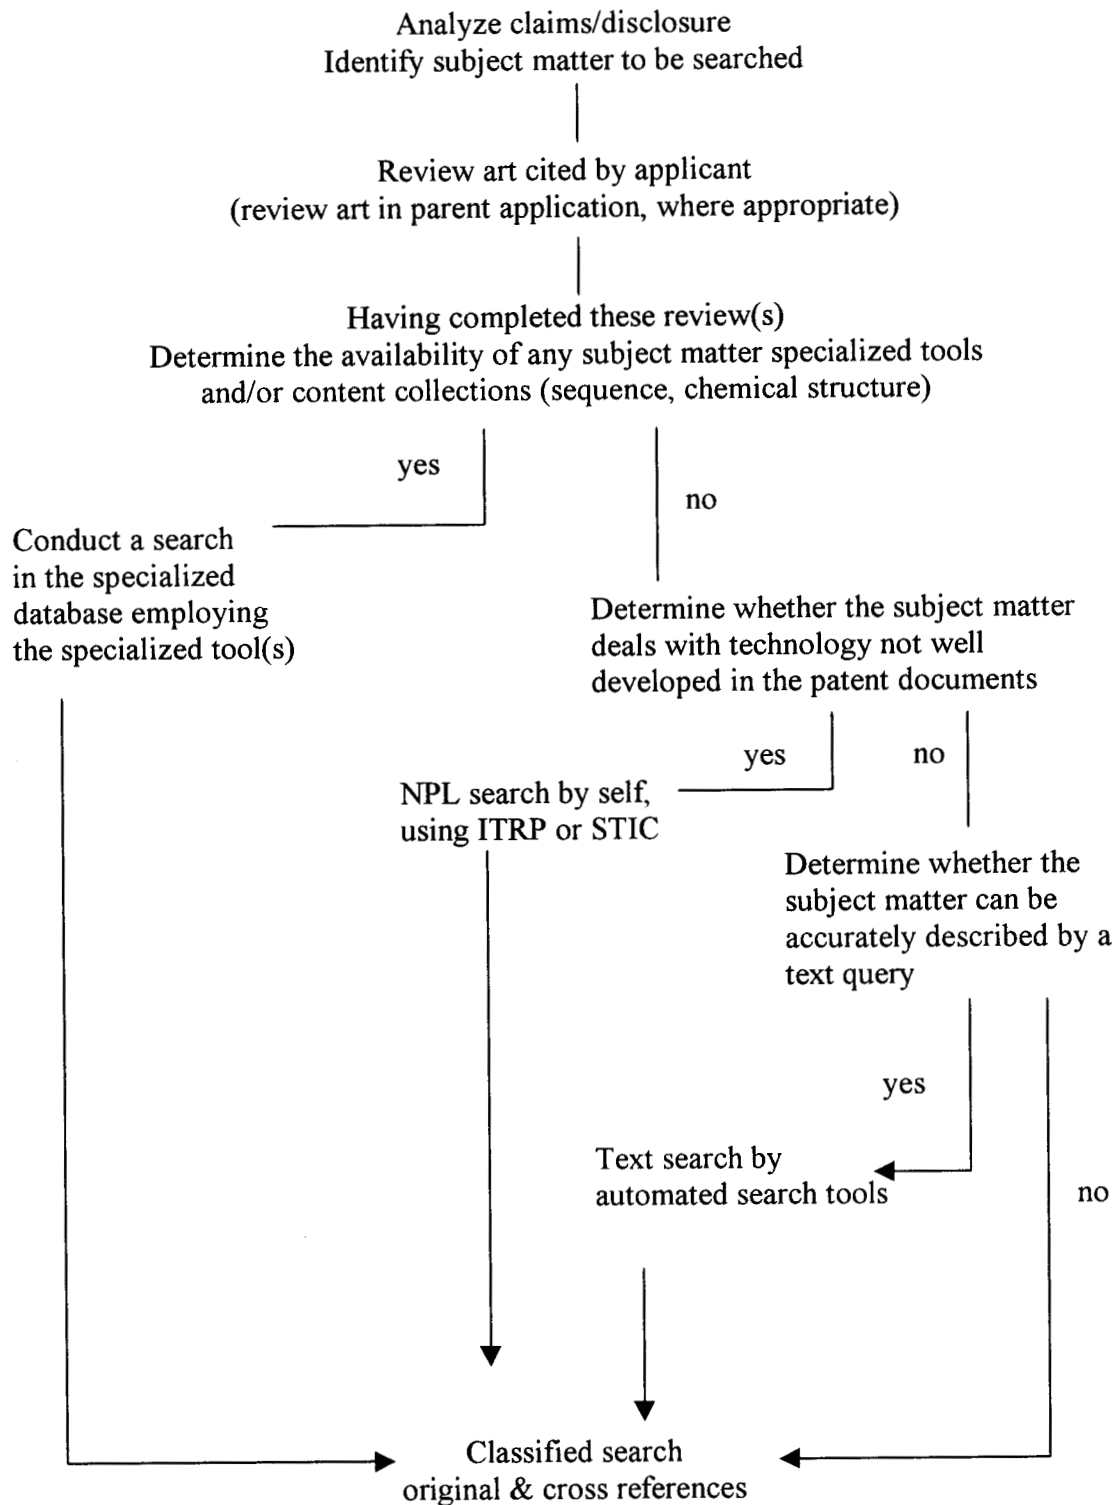 Analyze claims/disclosure
Identify subject matter to be searched
Review art cited by applicant
(review art in parent application, where appropriate)
Having completed these review(s)
Determine the availability of any subject matter specialized tools
and/or content collections (sequence, chemical structure)
yes
no
Conduct a search
in the specialized
database employing
the specialized tool(s)
Determine whether the subject matter
deals with technology not well
developed in the patent documents
yes
no
NPL search by self,
using ITRP or STIC
Determine whether the
subject matter can be
accurately described by a
text query
yes
Text search by
automated search tools
no
Classified search
original & cross references